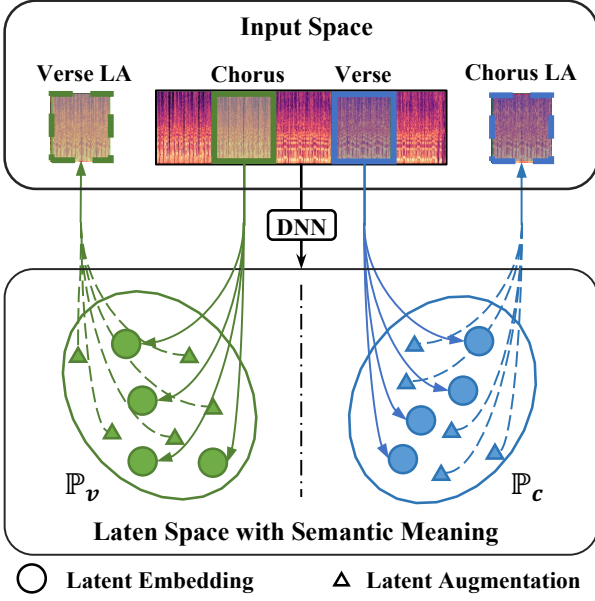 Input Space
Verse LA
Chorus
Verse
Chorus LA
DNN
ℙ𝒗
ℙ𝒄
Laten Space with Semantic Meaning
Latent Embedding
Latent Augmentation